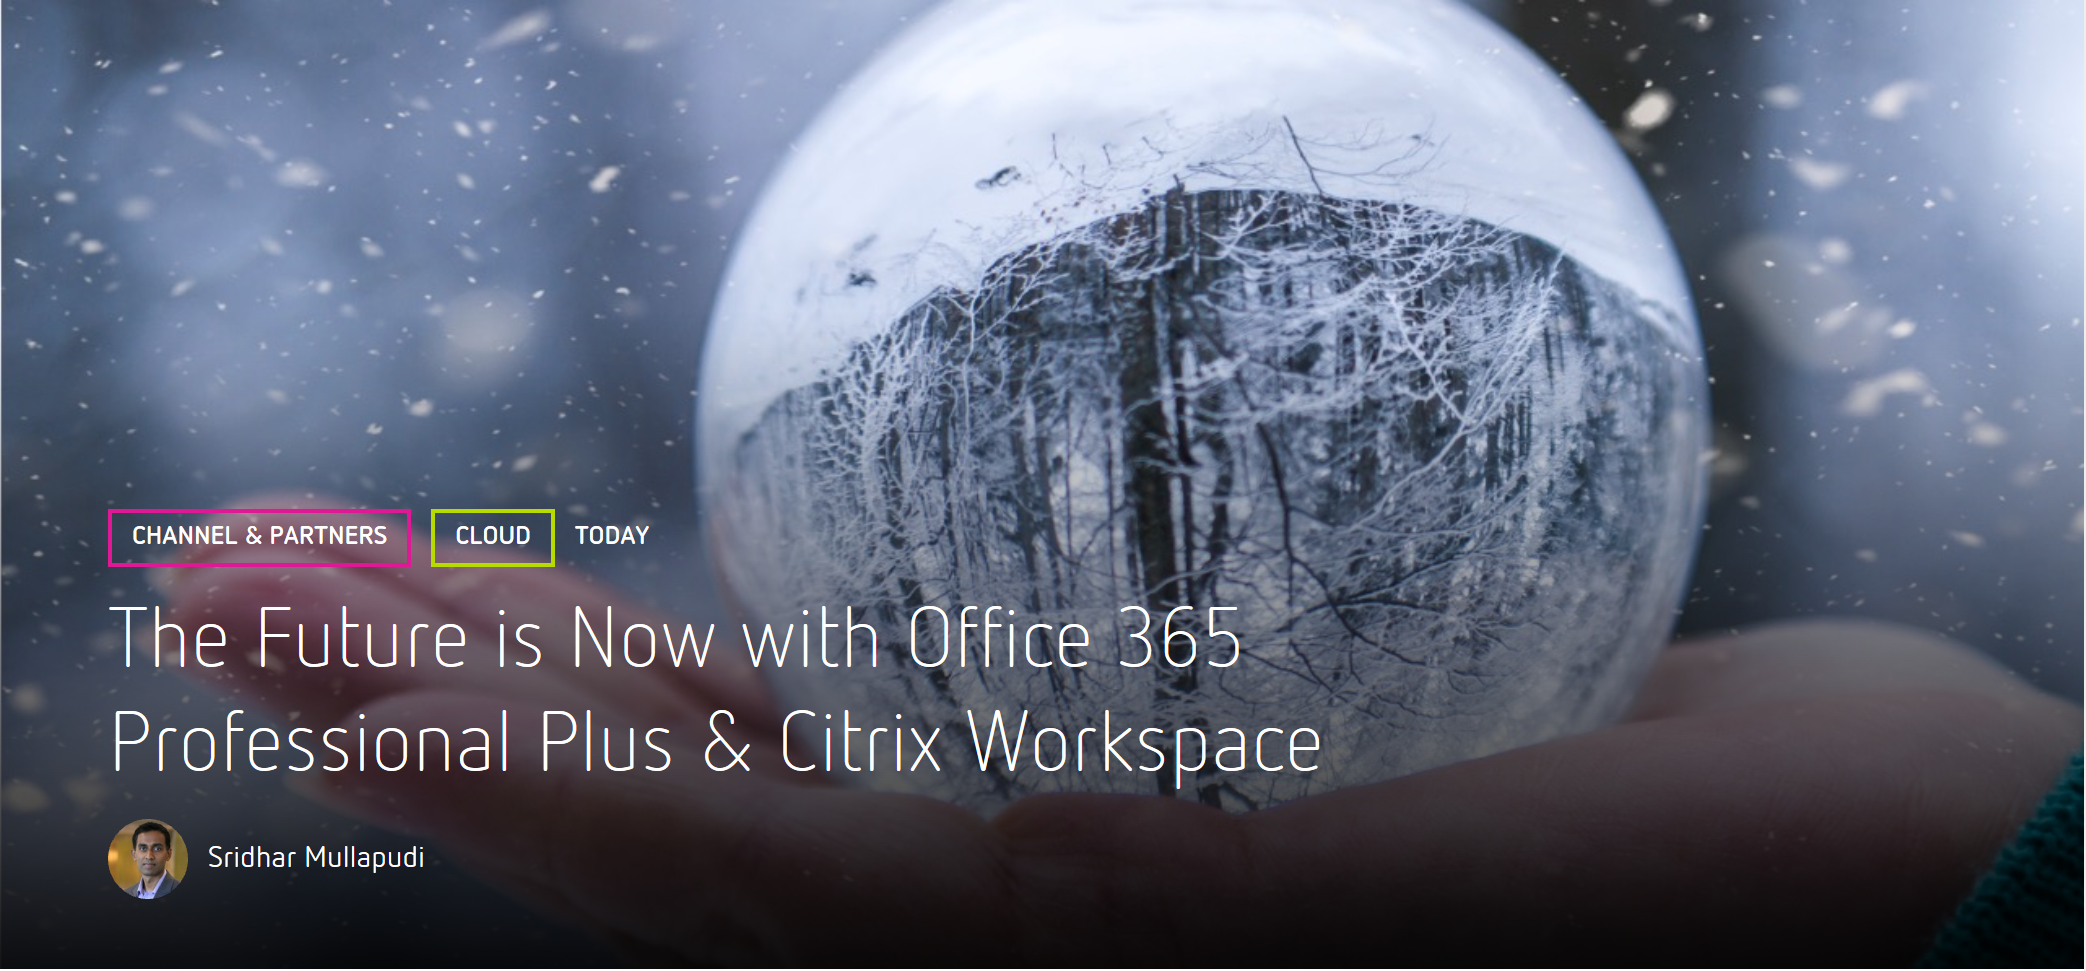 CHANNEL & PARTNERS CLOUD TODAY
The Future is Now with Office 365
Professional Plus & Citrix Workspace
Sridhar Mullapudi